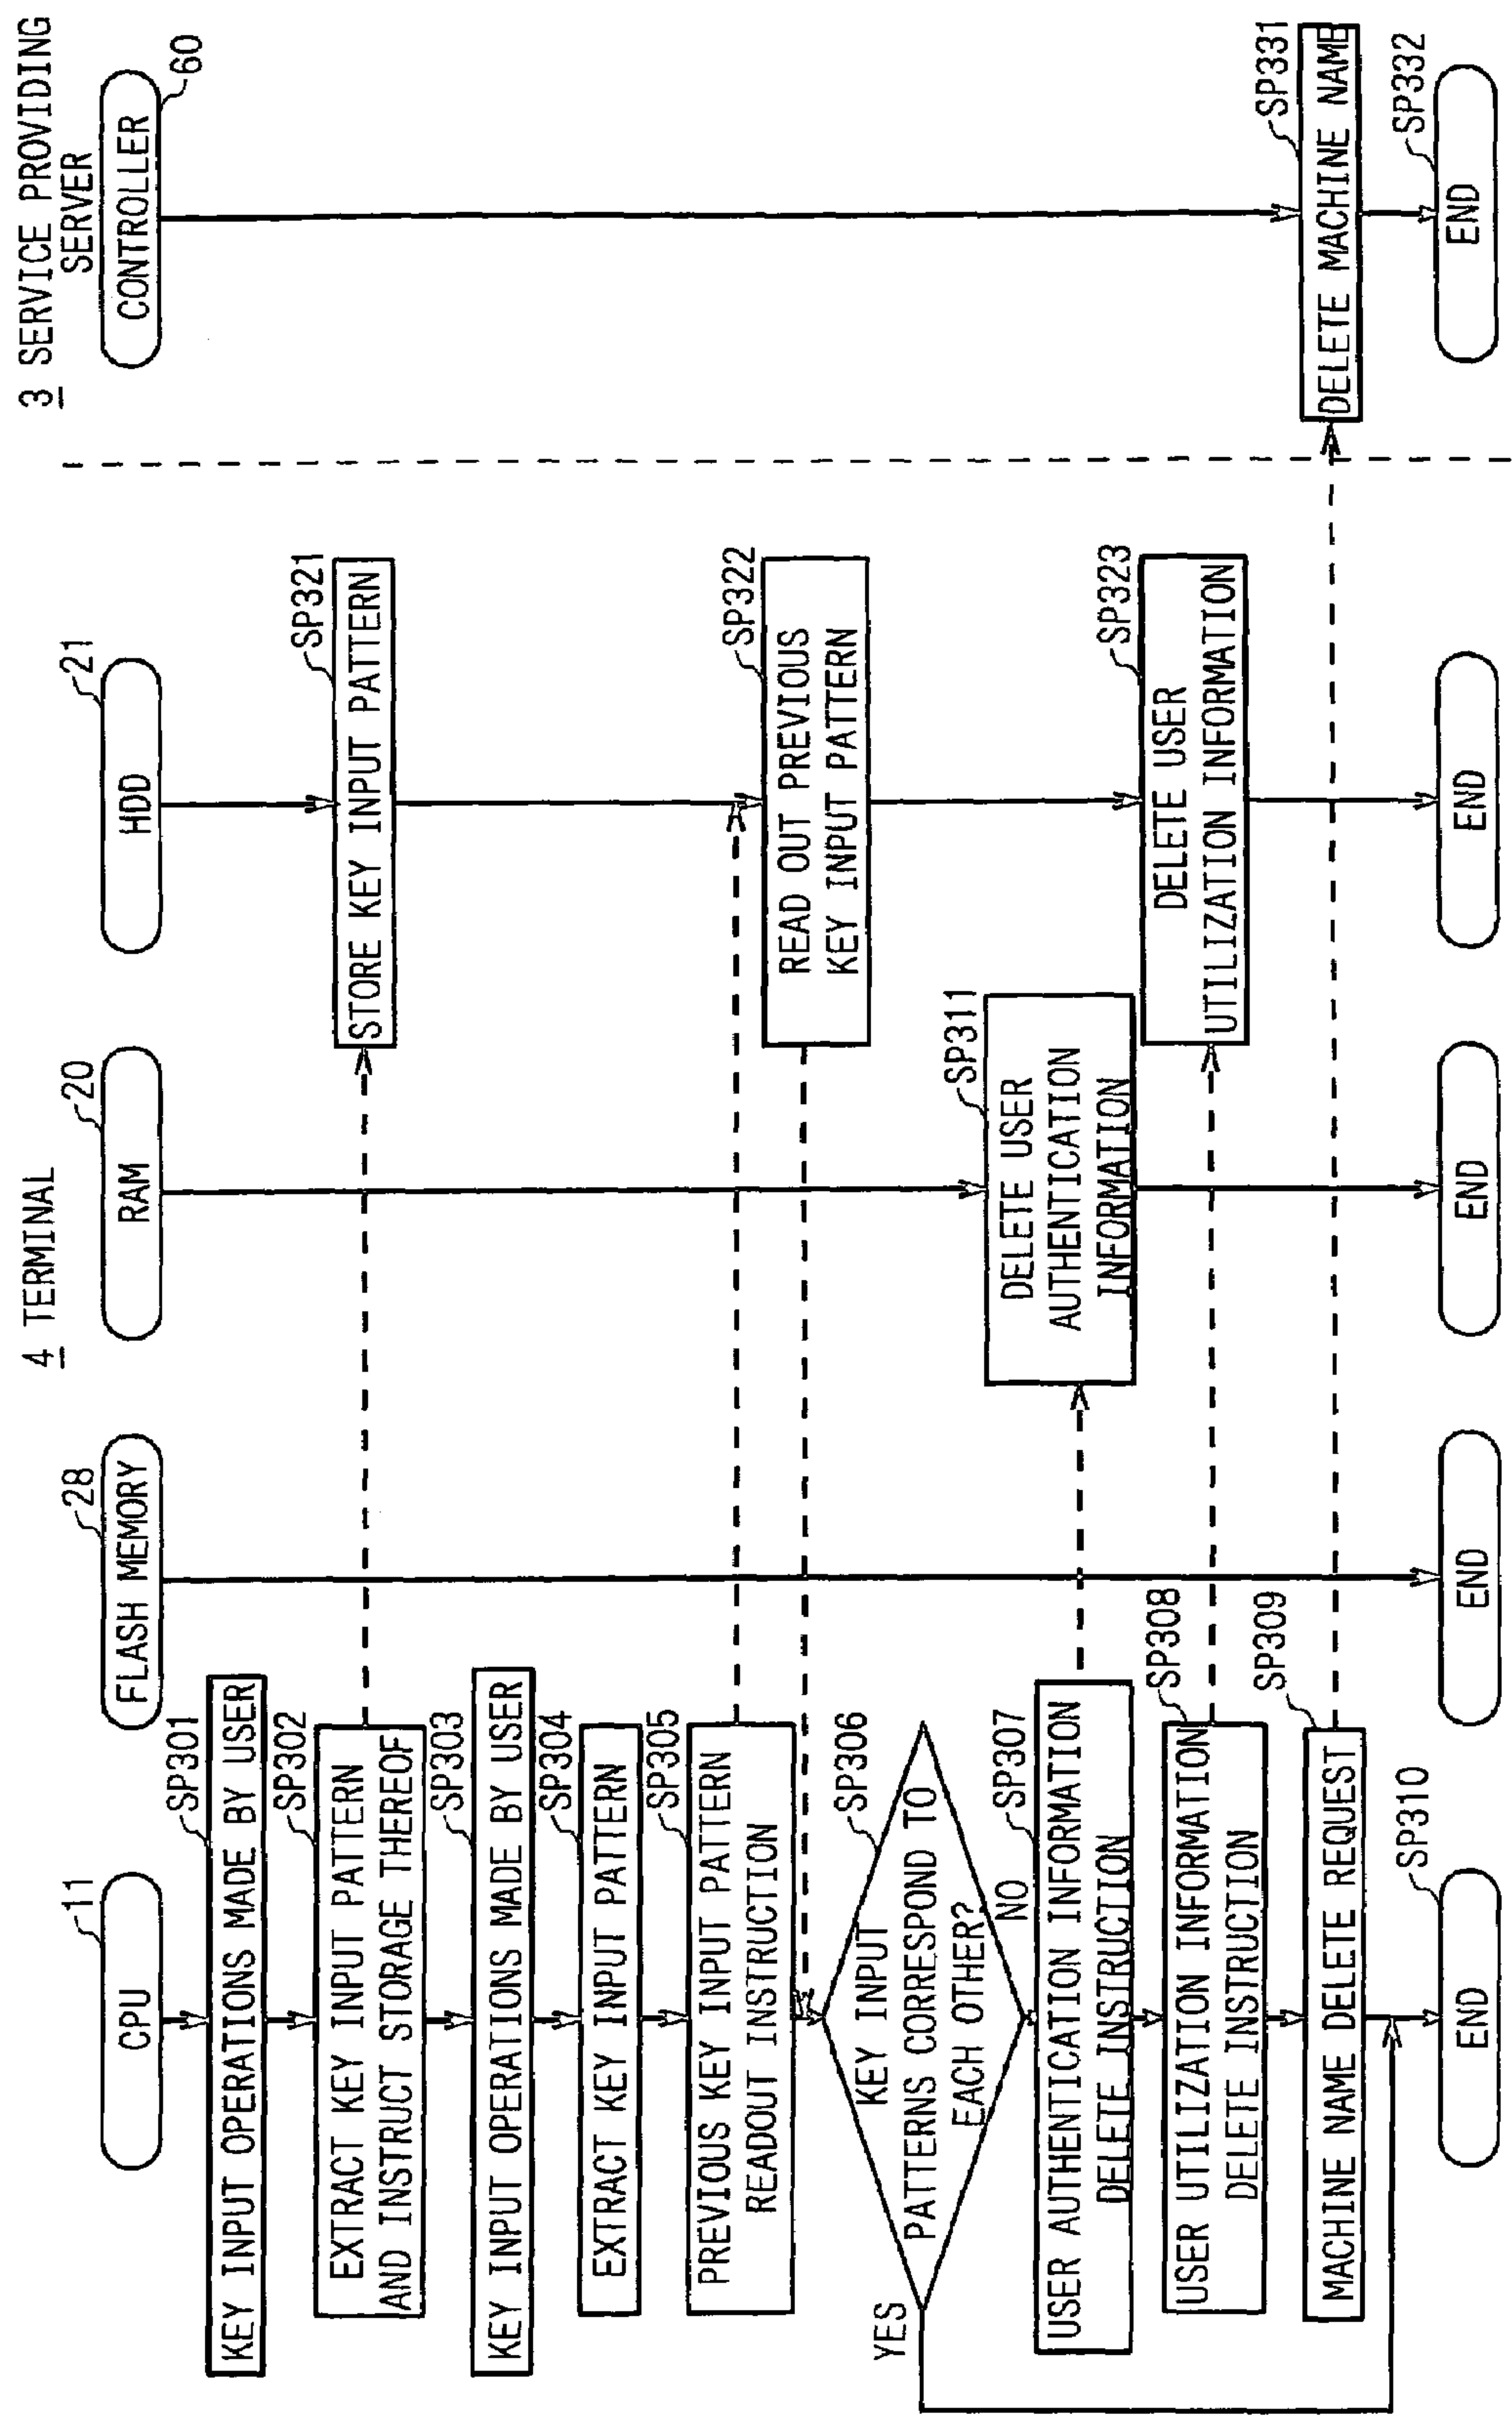 4 TERMINAL
3 SERVICE PROVIDING
SERVER
11
CPU
28
FLASH MEMORY
20
RAM
21
HDD
60
CONTROLLER
SP301
KEY INPUT OPERATIONS MADE BY USER
SP302
EXTRACT KEY INPUT PATTERN
AND INSTRUCT STORAGE THEREOF
SP321
STORE KEY INPUT PATTERN
SP303
KEY INPUT OPERATIONS MADE BY USER
SP304
EXTRACT KEY INPUT PATTERN
SP305
PREVIOUS KEY INPUT PATTERN
READOUT INSTRUCTION
SP322
READ OUT PREVIOUS
KEY INPUT PATTERN
SP306
KEY INPUT
PATTERNS CORRESPOND TO
EACH OTHER?
YES
NO
SP307
USER AUTHENTICATION INFORMATION
DELETE INSTRUCTION
SP311
DELETE USER
AUTHENTICATION
INFORMATION
SP308
USER UTILIZATION INFORMATION
DELETE INSTRUCTION
SP323
DELETE USER
UTILIZATION INFORMATION
SP309
MACHINE NAME DELETE REQUEST
SP331
DELETE MACHINE NAME
SP310
END
END
END
END
SP332
END